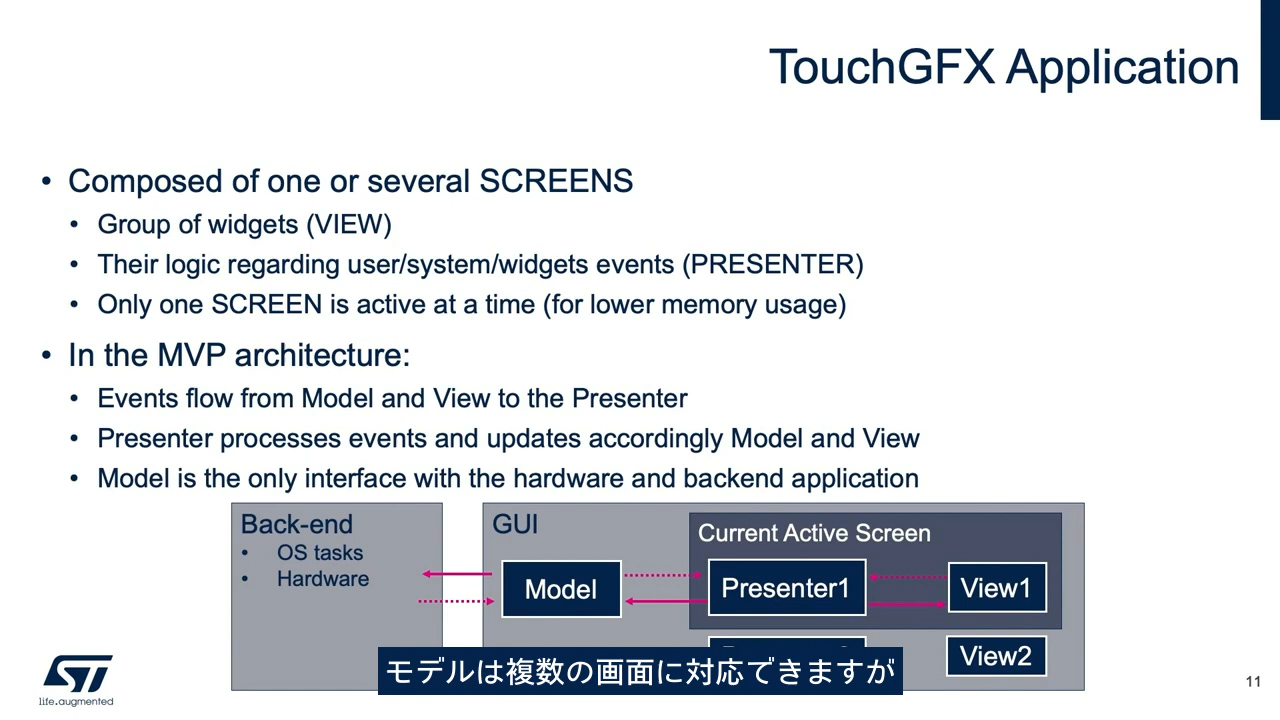 TouchGFX Application
• Composed of one or several SCREENS
• Group of widgets (VIEW)
• Their logic regarding user/system/widgets events (PRESENTER)
• Only one SCREEN is active at a time (for lower memory usage)
• In the MVP architecture:
• Events flow from Model and View to the Presenter
• Presenter processes events and updates accordingly Model and View
• Model is the only interface with the hardware and backend application
Back-end
• OS tasks
• Hardware
GUI
Current Active Screen
Model
Presenter1
View1
View2
モデルは複数の画面に対応できますが
ST
life.augmented
11